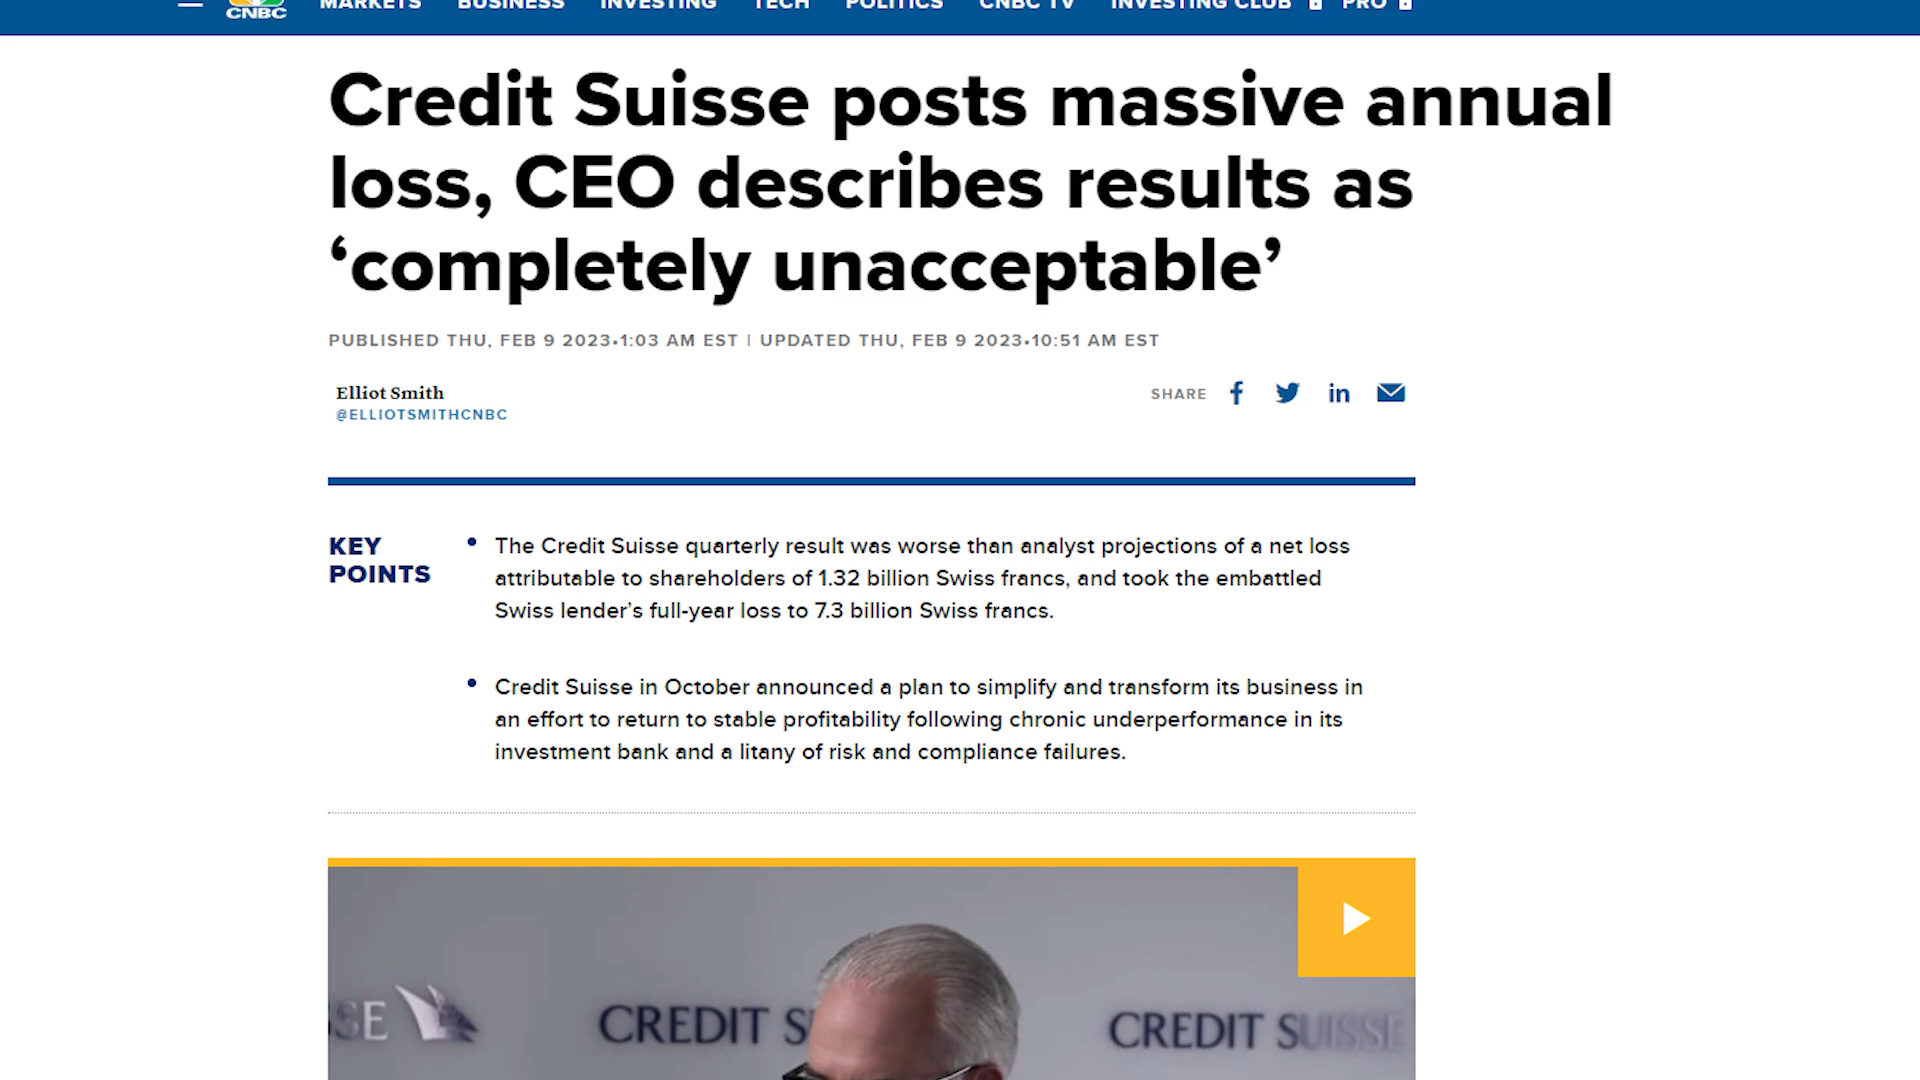 CNBC MARKETS BUSINESS INVESTING TECH POLITICS CNBC TV INVESTING CLUB PRO
Credit Suisse posts massive annual
loss, CEO describes results as
‘completely unacceptable’
PUBLISHED THU, FEB 9 2023•1:03 AM EST | UPDATED THU, FEB 9 2023•10:51 AM EST
Elliot Smith
@ELLIOTSMITHCNBC
SHARE
KEY
POINTS
• The Credit Suisse quarterly result was worse than analyst projections of a net loss
attributable to shareholders of 1.32 billion Swiss francs, and took the embattled
Swiss lender’s full-year loss to 7.3 billion Swiss francs.
• Credit Suisse in October announced a plan to simplify and transform its business in
an effort to return to stable profitability following chronic underperformance in its
investment bank and a litany of risk and compliance failures.
SSE
CREDIT S
CREDIT SUISSE